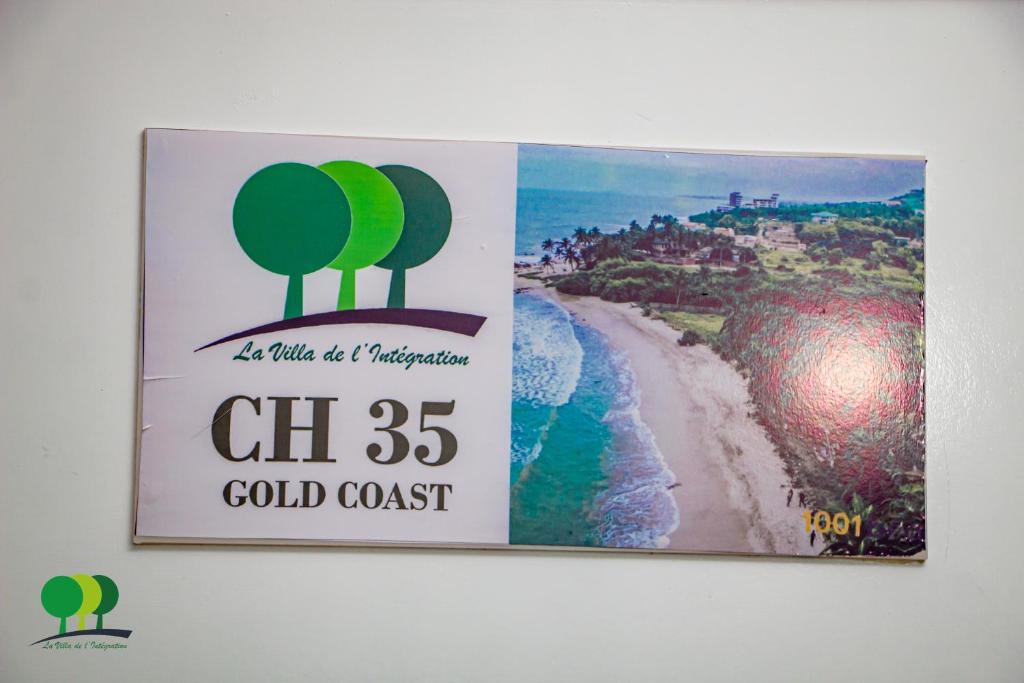 La Villa de l'Intégration
CH 35
GOLD COAST
1001
La Villa de l'Intégration